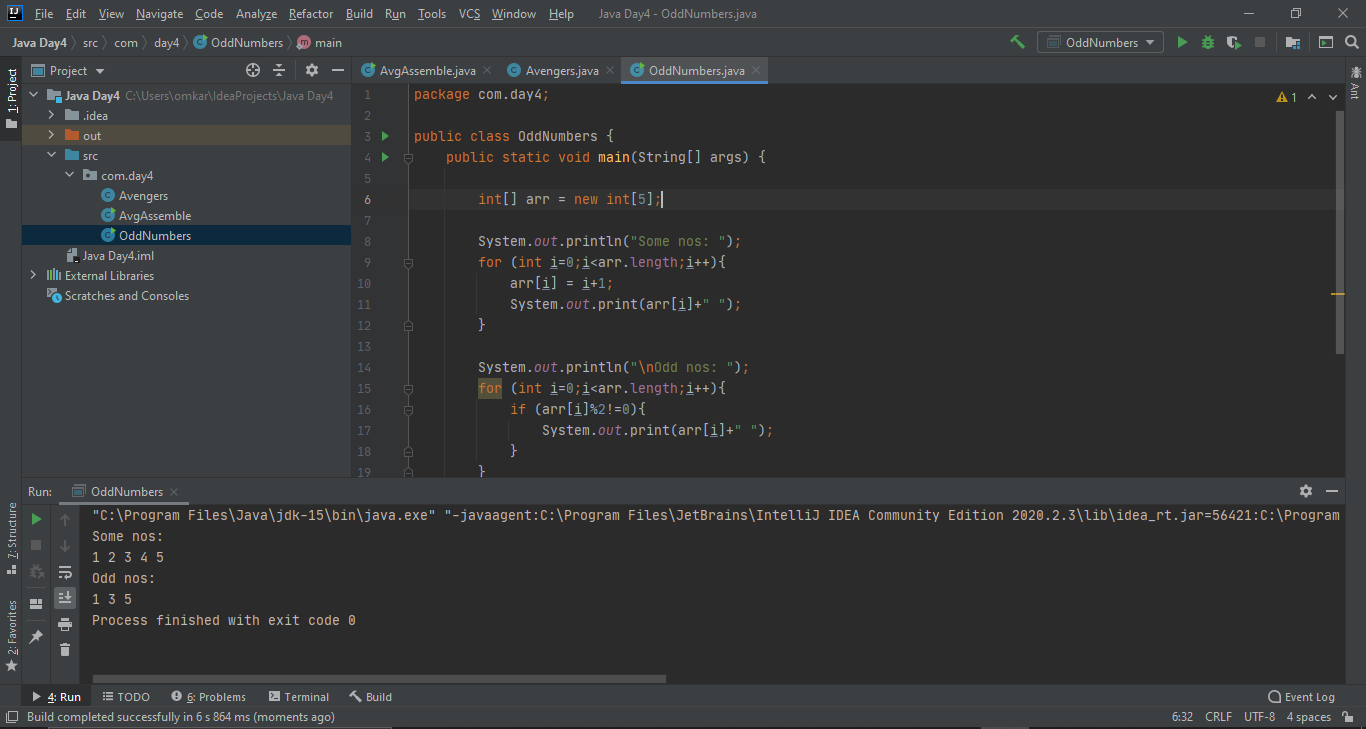 File Edit View Navigate Code Analyze Refactor Build Run Tools VCS Window Help Java Day4 - OddNumbers.java
Java Day4 src com day4 OddNumbers main OddNumbers
Project
AvgAssemble.java Avengers.java OddNumbers.java
1: Project
Ant
Java Day4 C:\Users\omkar\IdeaProjects\Java Day4
.idea
out
src
com.day4
Avengers
AvgAssemble
OddNumbers
Java Day4.iml
External Libraries
Scratches and Consoles
1
1 package com.day4;
2
3 public class OddNumbers {
4 public static void main(String[] args) {
5
6 int[] arr = new int[5];
7
8 System.out.println("Some nos: ");
9 for (int i=0;i<arr.length;i++){
10 arr[i] = i+1;
11 System.out.print(arr[i]+" ");
12 }
13
14 System.out.println("\nOdd nos: ");
15 for (int i=0;i<arr.length;i++){
16 if (arr[i]%2!=0){
17 System.out.print(arr[i]+" ");
18 }
19 }
Run: OddNumbers
"C:\Program Files\Java\jdk-15\bin\java.exe" "-javaagent:C:\Program Files\JetBrains\IntelliJ IDEA Community Edition 2020.2.3\lib\idea_rt.jar=56421:C:\Program
Some nos:
1 2 3 4 5
Odd nos:
1 3 5
Process finished with exit code 0
7: Structure
2: Favorites
4: Run TODO 6: Problems Terminal Build Event Log
Build completed successfully in 6 s 864 ms (moments ago) 6:32 CRLF UTF-8 4 spaces